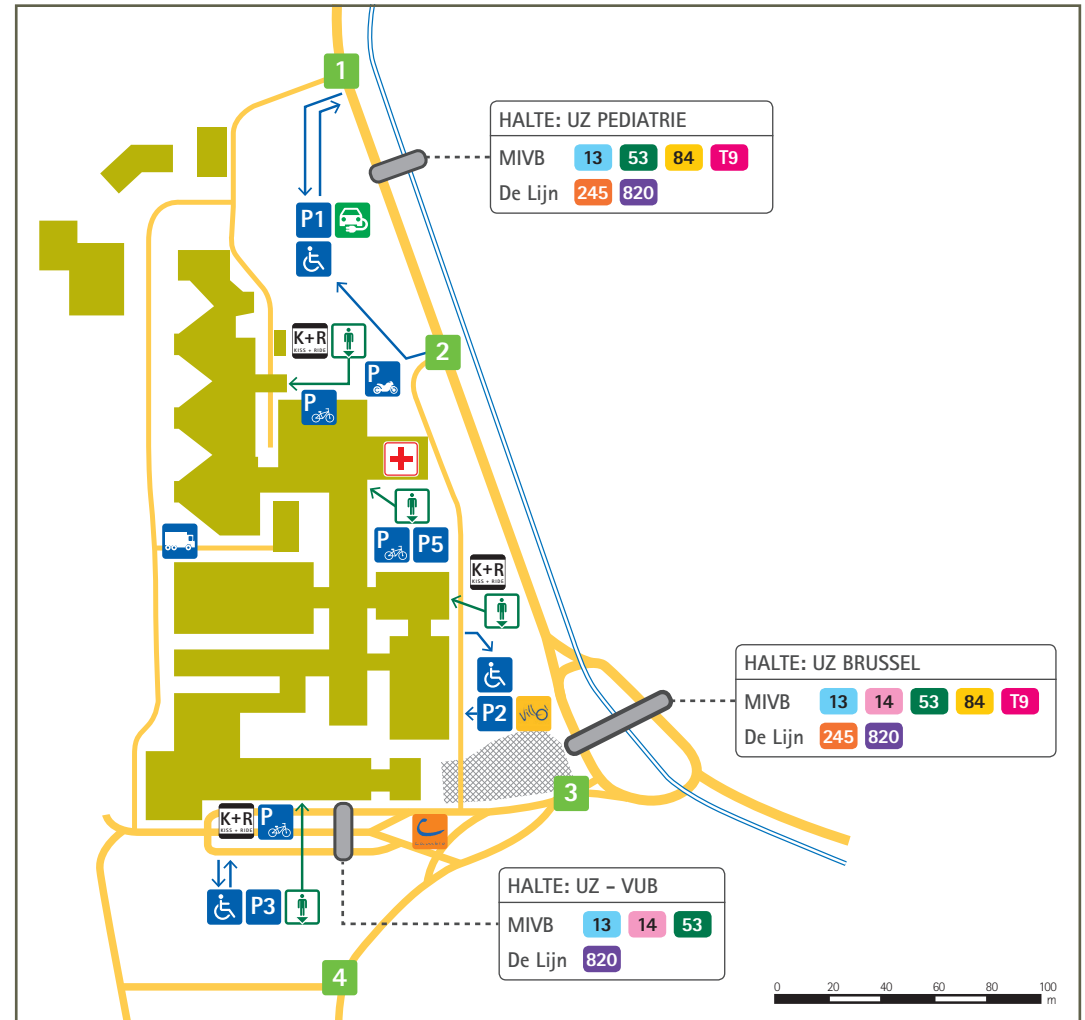 1
HALTE: UZ PEDIATRIE
MIVB 13 53 84 T9
De Lijn 245 820
P1
K+R
KISS + RIDE
2
P
P
P P5
K+R
KISS + RIDE
HALTE: UZ BRUSSEL
MIVB 13 14 53 84 T9
De Lijn 245 820
P2 villo!
3
K+R
KISS + RIDE
P
P3
HALTE: UZ - VUB
MIVB 13 14 53
De Lijn 820
4
0 20 40 60 80 100
m